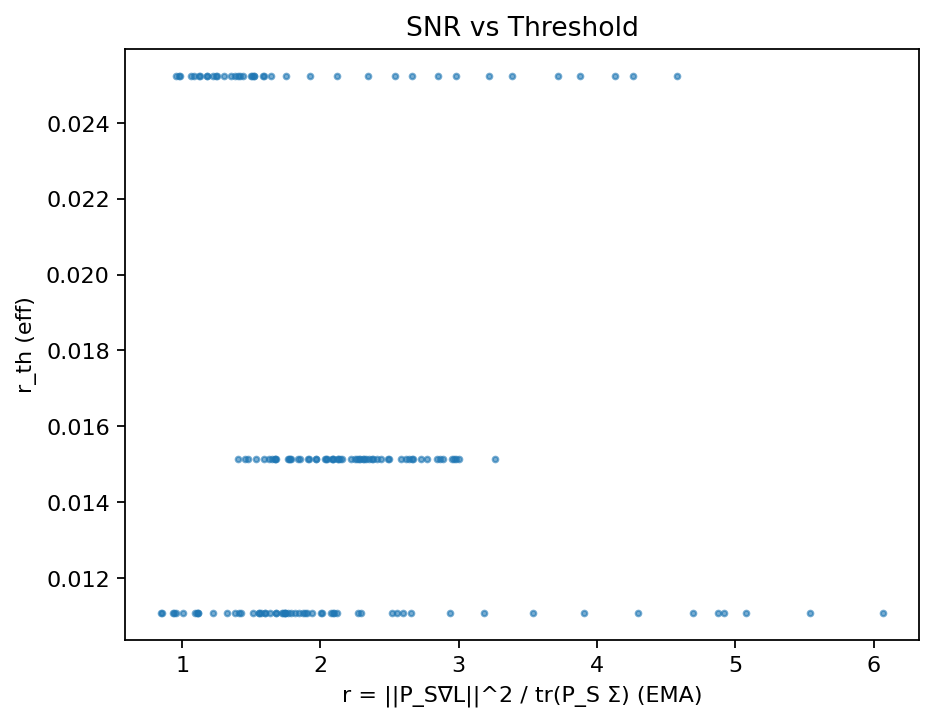 SNR vs Threshold
r_th (eff)
0.024
0.022
0.020
0.018
0.016
0.014
0.012
1 2 3 4 5 6
r = ||P_S∇L||^2 / tr(P_S Σ) (EMA)